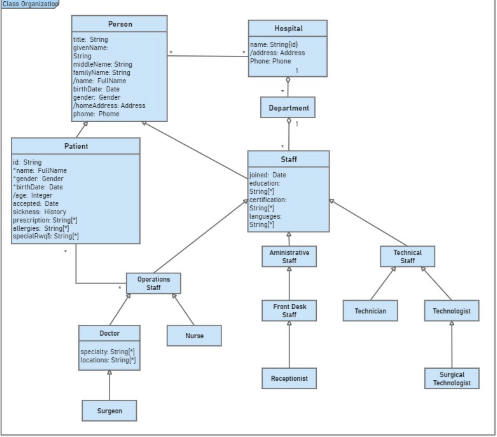 Class Organization
Person
title: String
givenName:
String
middleName: String
familyName: String
/name: FullName
birthDate: Date
gender: Gender
/homeAddress: Address
phome: Phome
*
*
Hospital
name: String{id}
/address: Address
Phone: Phone
1
*
Department
1
*
Patient
id: String
^name: FullName
^gender: Gender
^birthDate: Date
/age: Integer
accepted: Date
sickness: History
prescription: String[*]
allergies: String[*]
specialRwqs: String[*]
*
*
Staff
joined: Date
education:
String[*]
certification:
String[*]
languages:
String[*]
Operations
Staff
Aministrative
Staff
Technical
Staff
Doctor
specialty: String[*]
locations: String[*]
Nurse
Front Desk
Staff
Technician
Technologist
Surgeon
Receptionist
Surgical
Technologist